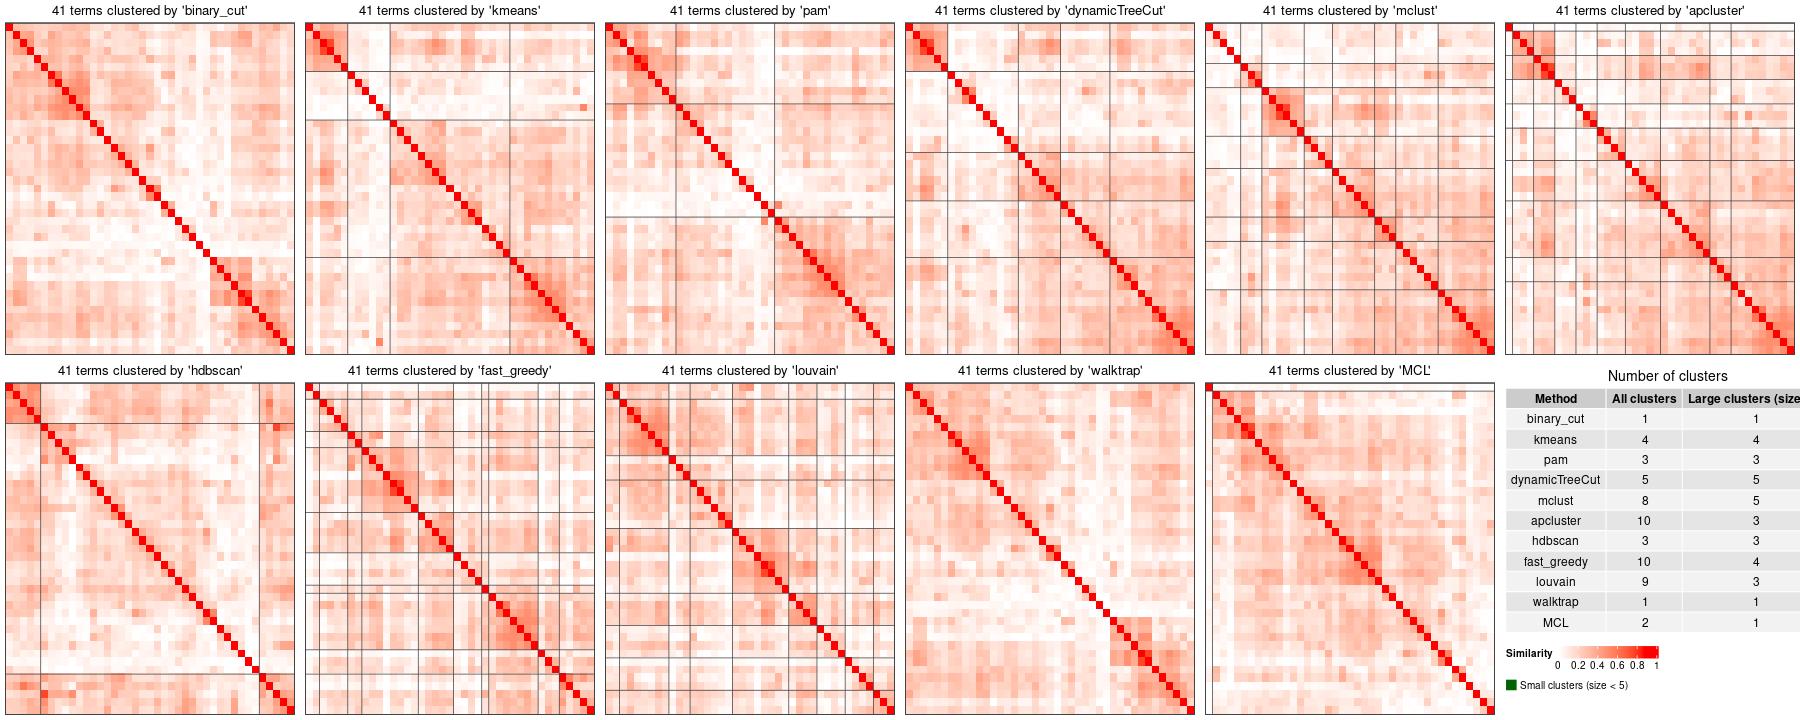 41 terms clustered by 'binary_cut'
41 terms clustered by 'kmeans'
41 terms clustered by 'pam'
41 terms clustered by 'dynamicTreeCut'
41 terms clustered by 'mclust'
41 terms clustered by 'apcluster'
41 terms clustered by 'hdbscan'
41 terms clustered by 'fast_greedy'
41 terms clustered by 'louvain'
41 terms clustered by 'walktrap'
41 terms clustered by 'MCL'
Number of clusters
Method All clusters Large clusters (size
binary_cut 1 1
kmeans 4 4
pam 3 3
dynamicTreeCut 5 5
mclust 8 5
apcluster 10 3
hdbscan 3 3
fast_greedy 10 4
louvain 9 3
walktrap 1 1
MCL 2 1
Similarity
0 0.2 0.4 0.6 0.8 1
Small clusters (size < 5)